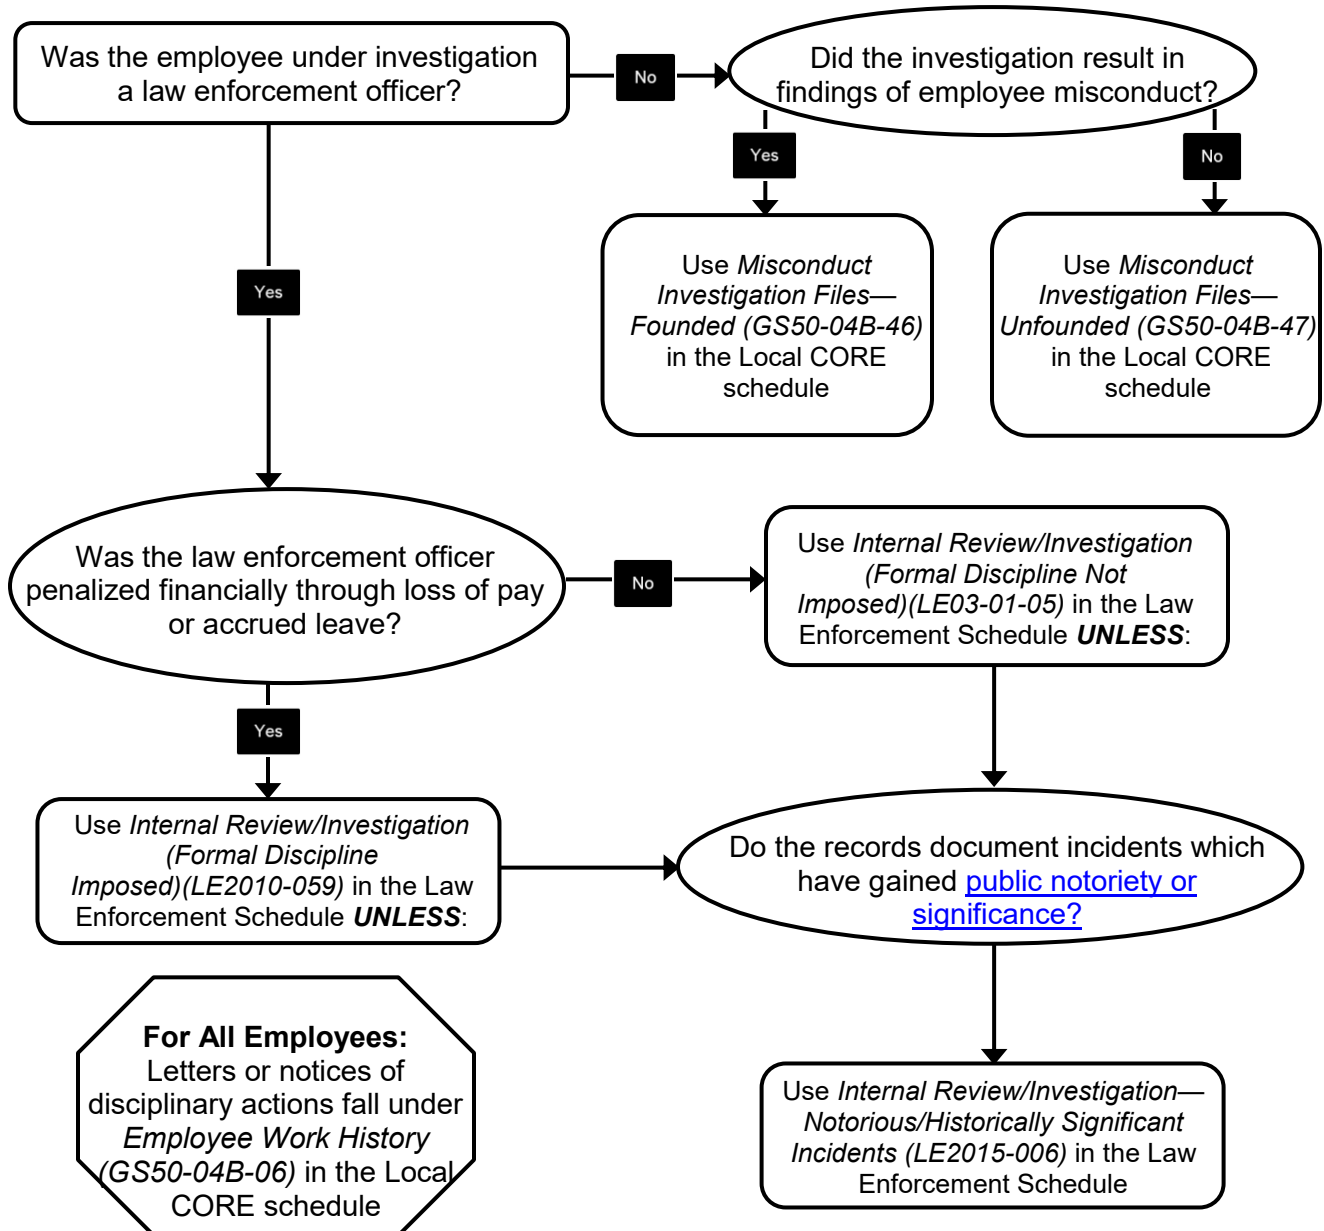 Was the employee under investigation
a law enforcement officer?
No
Did the investigation result in
findings of employee misconduct?
Yes
No
Use Misconduct
Investigation Files—
Founded (GS50-04B-46)
in the Local CORE
schedule
Use Misconduct
Investigation Files—
Unfounded (GS50-04B-47)
in the Local CORE
schedule
Yes
Was the law enforcement officer
penalized financially through loss of pay
or accrued leave?
No
Use Internal Review/Investigation
(Formal Discipline Not
Imposed)(LE03-01-05) in the Law
Enforcement Schedule UNLESS:
Yes
Use Internal Review/Investigation
(Formal Discipline
Imposed)(LE2010-059) in the Law
Enforcement Schedule UNLESS:
Do the records document incidents which
have gained public notoriety or
significance?
For All Employees:
Letters or notices of
disciplinary actions fall under
Employee Work History
(GS50-04B-06) in the Local
CORE schedule
Use Internal Review/Investigation—
Notorious/Historically Significant
Incidents (LE2015-006) in the Law
Enforcement Schedule